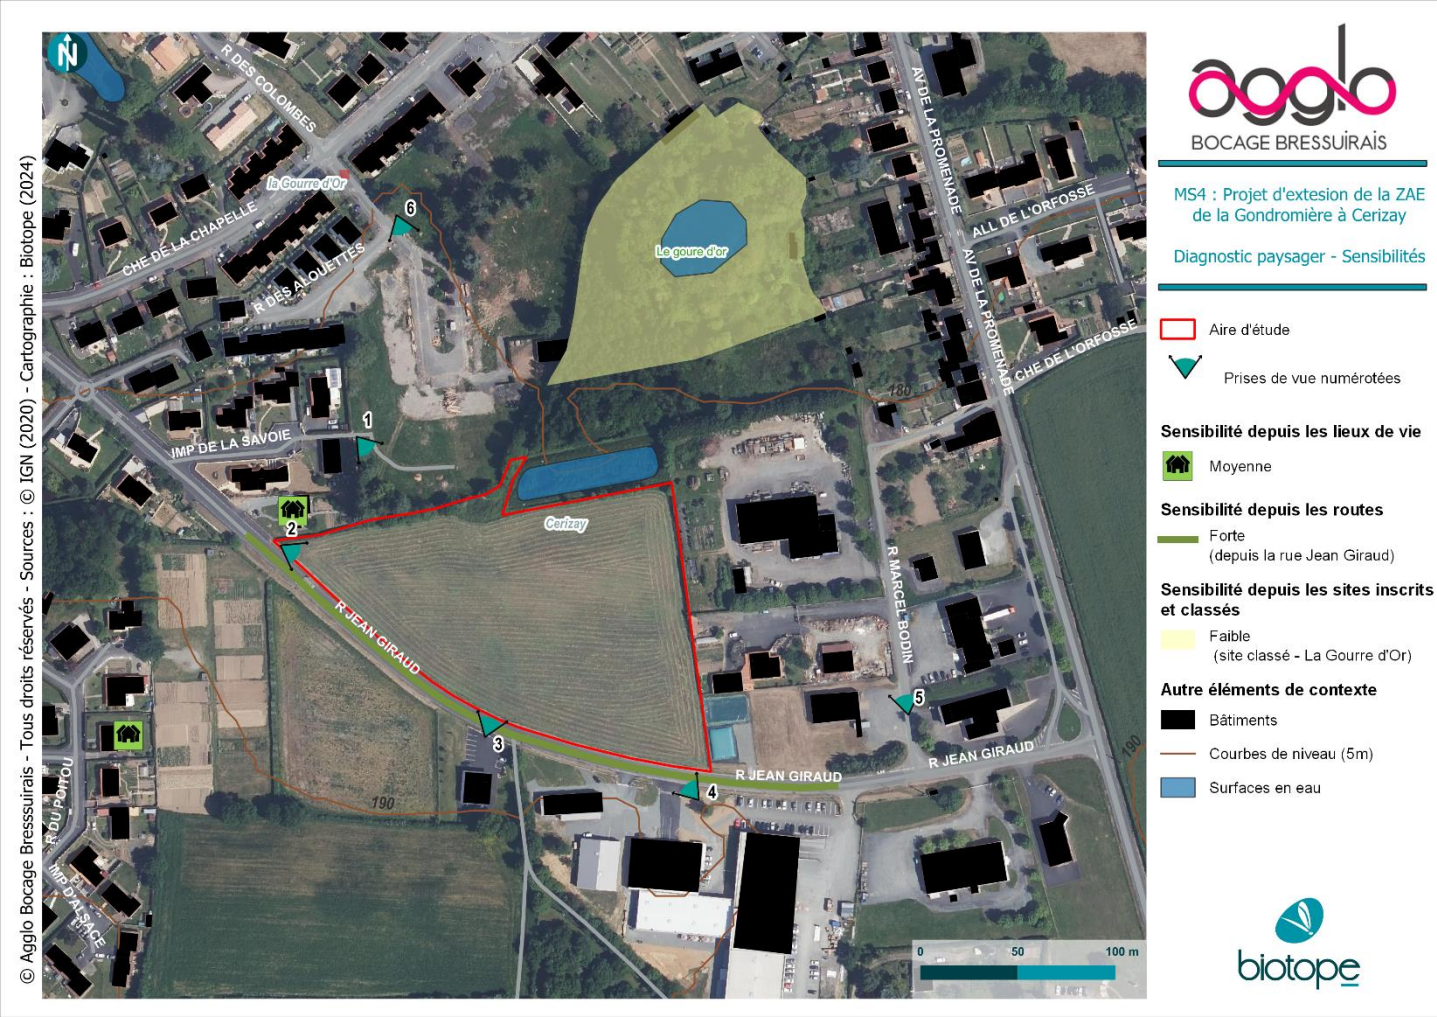 N
R DES COLOMBES
la Gourre d'Or
CHE DE LA CHAPELLE
R DES ALOUETTES
6
Le goure d'or
AV DE LA PROMENADE
ALL DE L'ORFOSSE
AV DE LA PROMENADE
CHE DE L'ORFOSSE
180
1
IMP DE LA SAVOIE
2
Cerizay
R JEAN GIRAUD
R MARCEL BODIN
5
3
4
R JEAN GIRAUD
R JEAN GIRAUD
190
190
R DU POITOU
IMP D'ALSACE
0 50 100 m
© Agglo Bocage Bresssuirais - Tous droits réservés - Sources : © IGN (2020) - Cartographie : Biotope (2024)
agglo
BOCAGE BRESSUIRAIS
MS4 : Projet d'extesion de la ZAE
de la Gondromière à Cerizay
Diagnostic paysager - Sensibilités
Aire d'étude
Prises de vue numérotées
Sensibilité depuis les lieux de vie
Moyenne
Sensibilité depuis les routes
Forte
(depuis la rue Jean Giraud)
Sensibilité depuis les sites inscrits
et classés
Faible
(site classé - La Gourre d'Or)
Autre éléments de contexte
Bâtiments
Courbes de niveau (5m)
Surfaces en eau
biotope